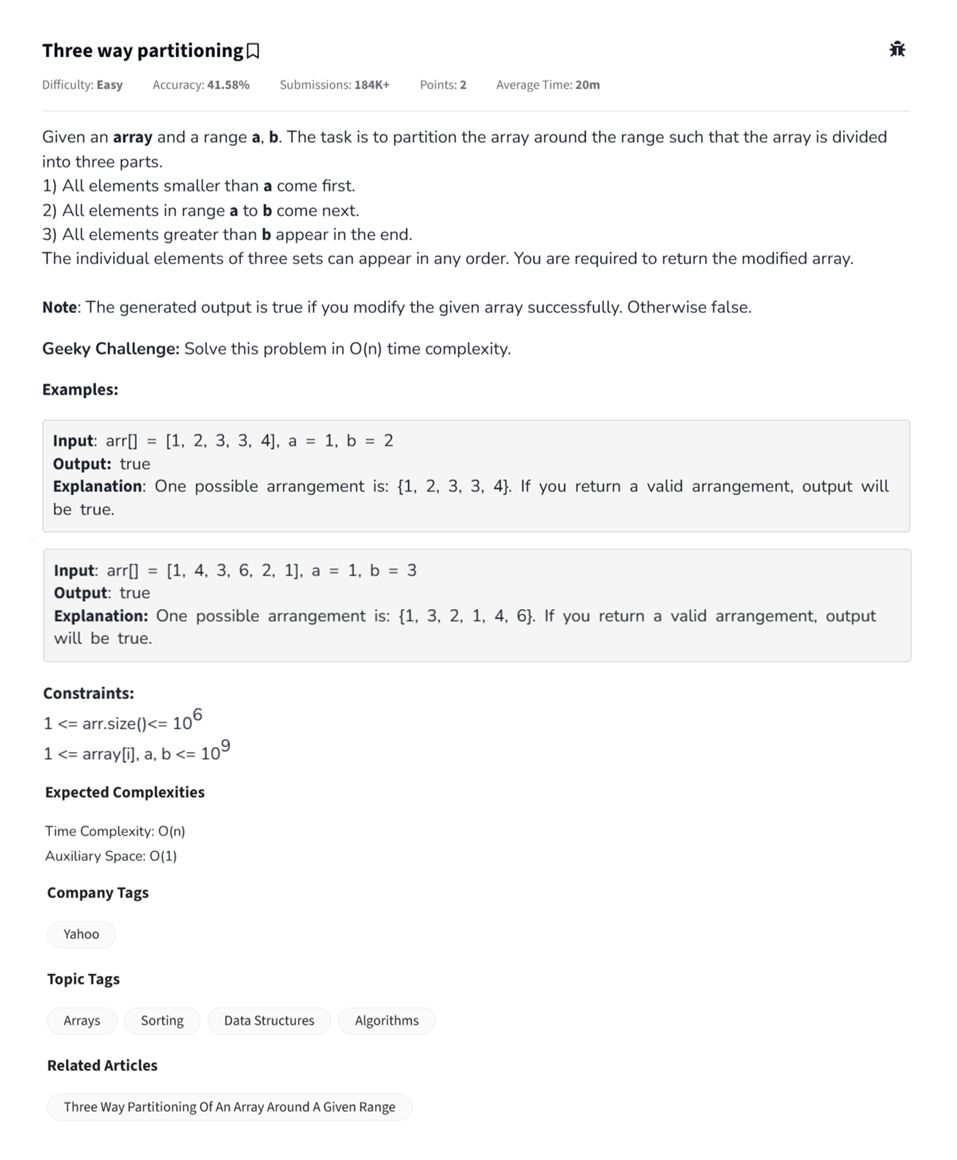 Three way partitioning
Difficulty: Easy Accuracy: 41.58% Submissions: 184K+ Points: 2 Average Time: 20m
Given an array and a range a, b. The task is to partition the array around the range such that the array is divided
into three parts.
1) All elements smaller than a come first.
2) All elements in range a to b come next.
3) All elements greater than b appear in the end.
The individual elements of three sets can appear in any order. You are required to return the modified array.
Note: The generated output is true if you modify the given array successfully. Otherwise false.
Geeky Challenge: Solve this problem in O(n) time complexity.
Examples:
Input: arr[] = [1, 2, 3, 3, 4], a = 1, b = 2
Output: true
Explanation: One possible arrangement is: {1, 2, 3, 3, 4}. If you return a valid arrangement, output will
be true.
Input: arr[] = [1, 4, 3, 6, 2, 1], a = 1, b = 3
Output: true
Explanation: One possible arrangement is: {1, 3, 2, 1, 4, 6}. If you return a valid arrangement, output
will be true.
Constraints:
1 <= arr.size()<= 10⁶
1 <= array[i], a, b <= 10⁹
Expected Complexities
Time Complexity: O(n)
Auxiliary Space: O(1)
Company Tags
Yahoo
Topic Tags
Arrays Sorting Data Structures Algorithms
Related Articles
Three Way Partitioning Of An Array Around A Given Range